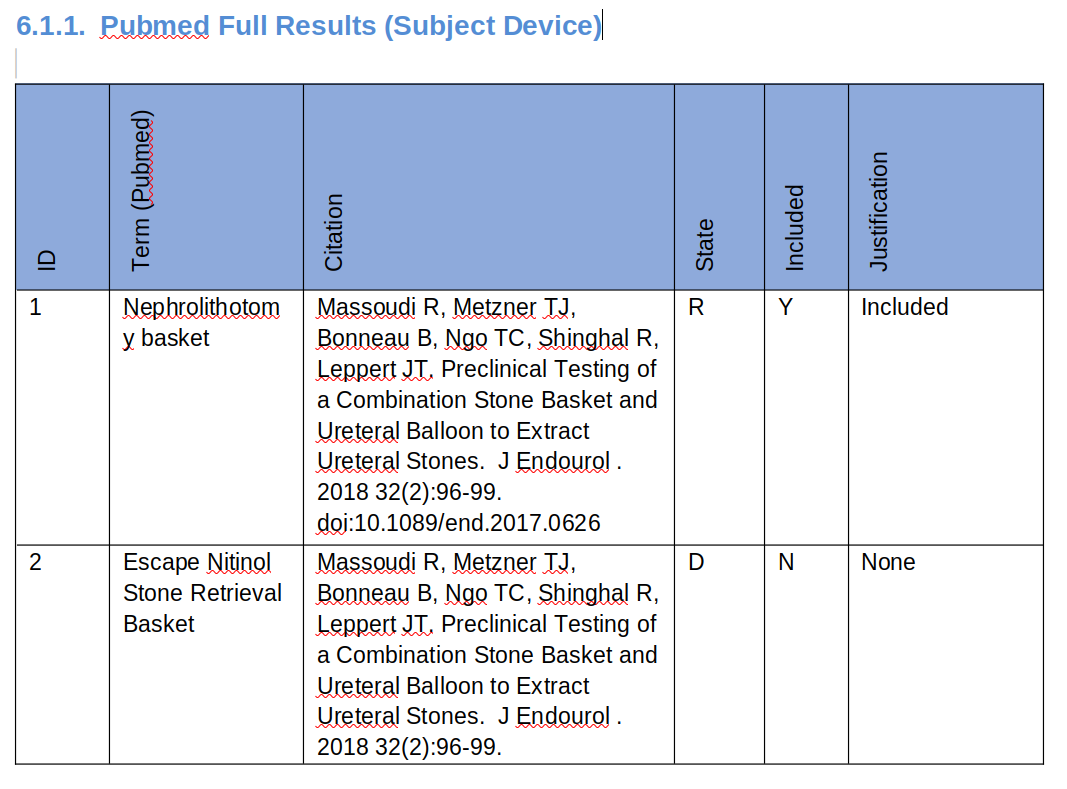 6.1.1. Pubmed Full Results (Subject Device)
ID
Term (Pubmed)
Citation
State
Included
Justification
1
Nephrolithotom
y basket
Massoudi R, Metzner TJ,
Bonneau B, Ngo TC, Shinghal R,
Leppert JT. Preclinical Testing of
a Combination Stone Basket and
Ureteral Balloon to Extract
Ureteral Stones.  J Endourol .
2018 32(2):96-99.
doi:10.1089/end.2017.0626
R
Y
Included
2
Escape Nitinol
Stone Retrieval
Basket
Massoudi R, Metzner TJ,
Bonneau B, Ngo TC, Shinghal R,
Leppert JT. Preclinical Testing of
a Combination Stone Basket and
Ureteral Balloon to Extract
Ureteral Stones.  J Endourol .
2018 32(2):96-99.
D
N
None